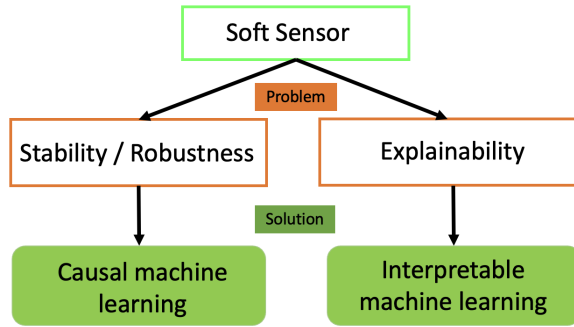 Soft Sensor
Problem
Stability / Robustness
Explainability
Solution
Causal machine
learning
Interpretable
machine learning